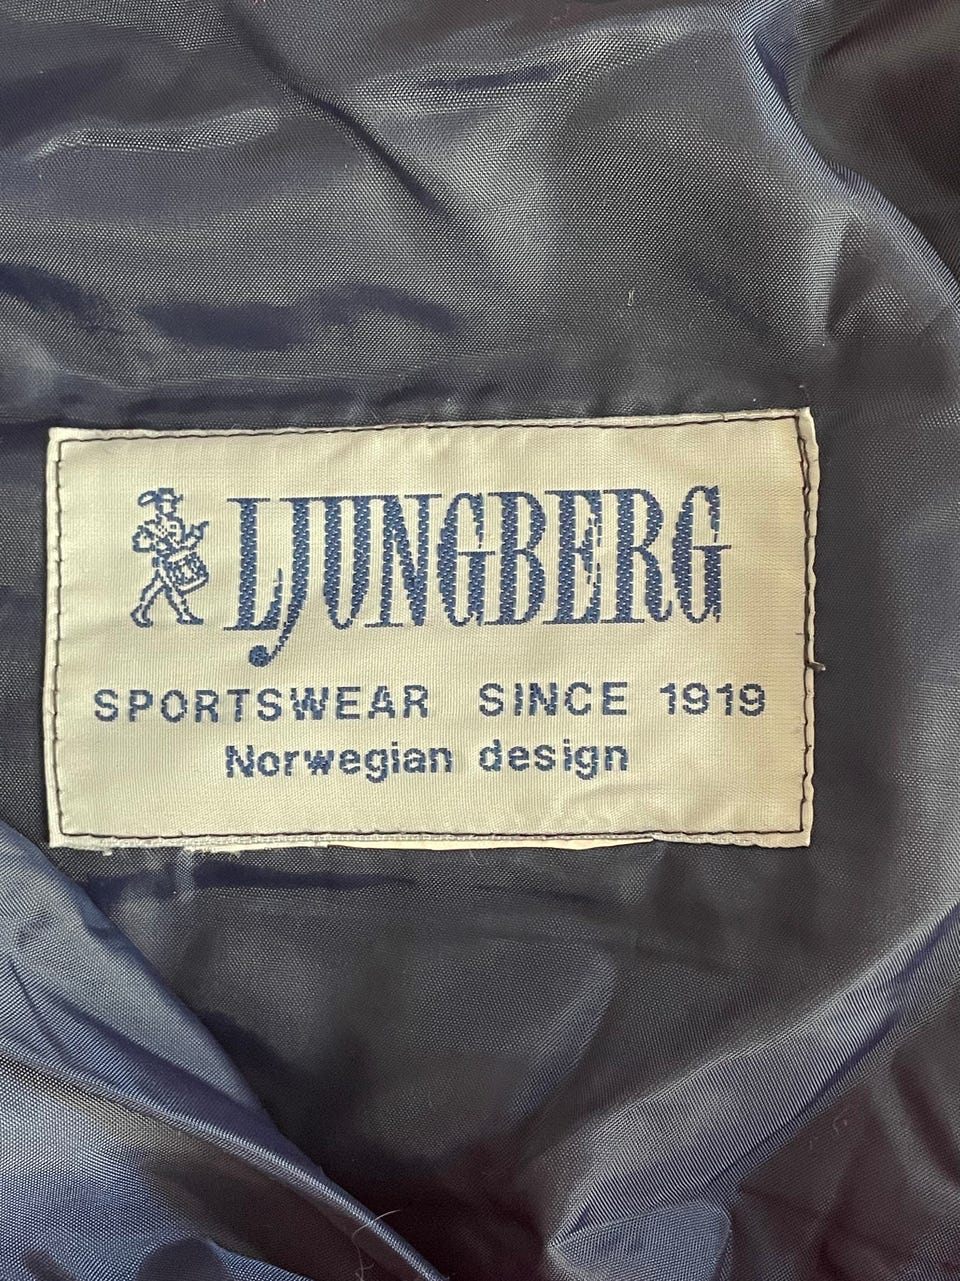 LJUNGBERG
SPORTSWEAR SINCE 1919
Norwegian design